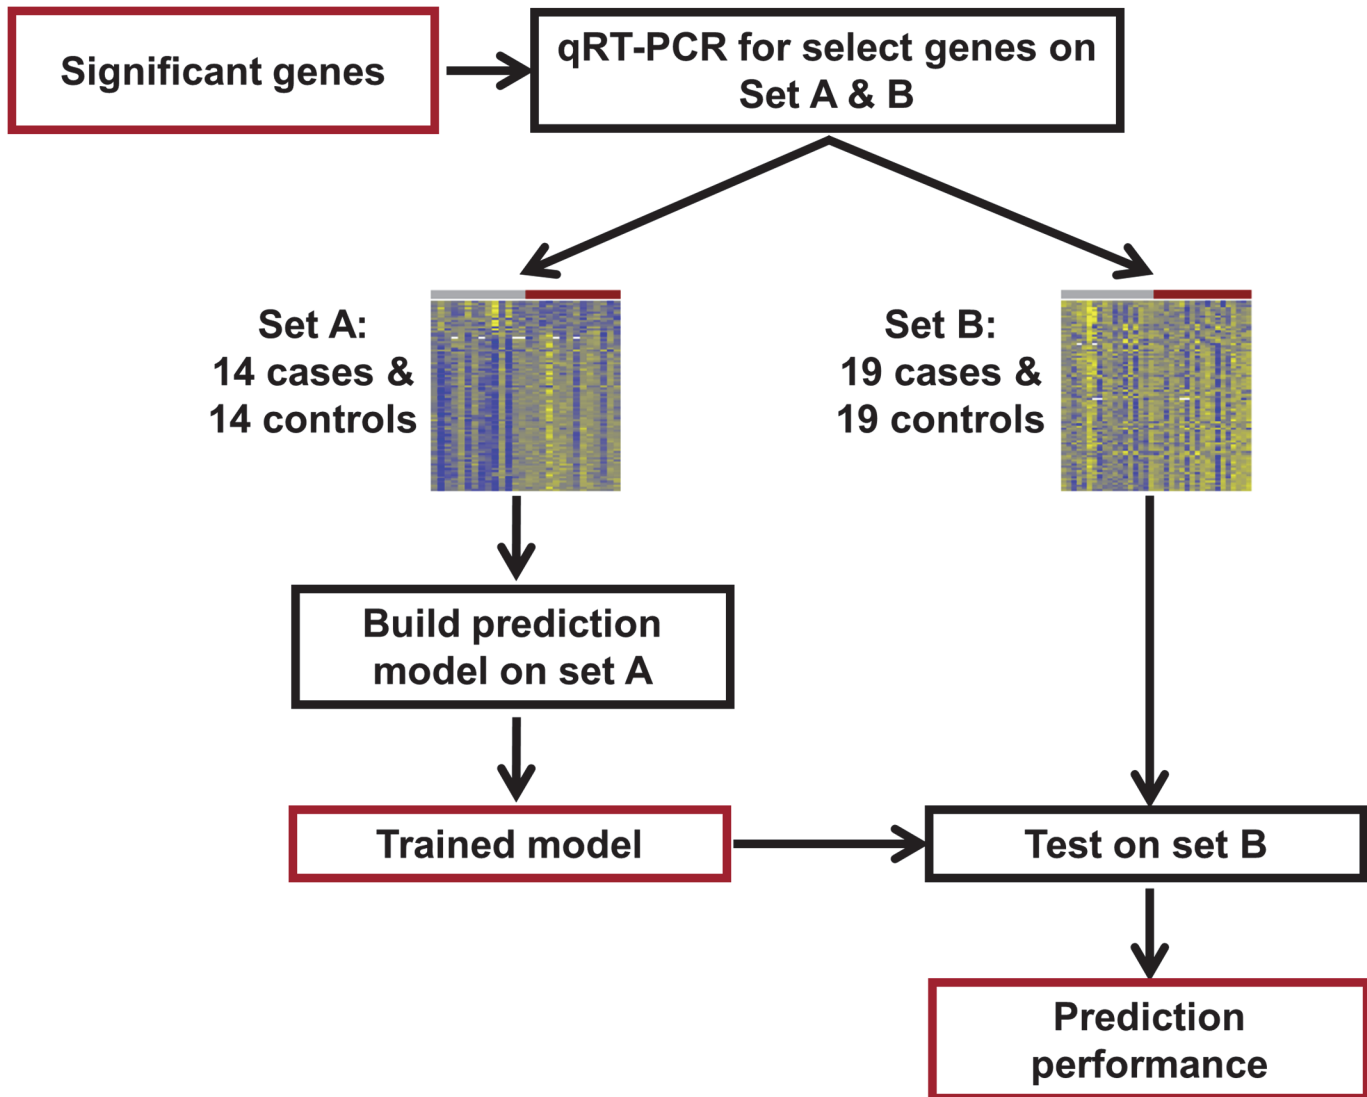 Significant genes
qRT-PCR for select genes on
Set A & B
Set A:
14 cases &
14 controls
Set B:
19 cases &
19 controls
Build prediction
model on set A
Trained model
Test on set B
Prediction
performance